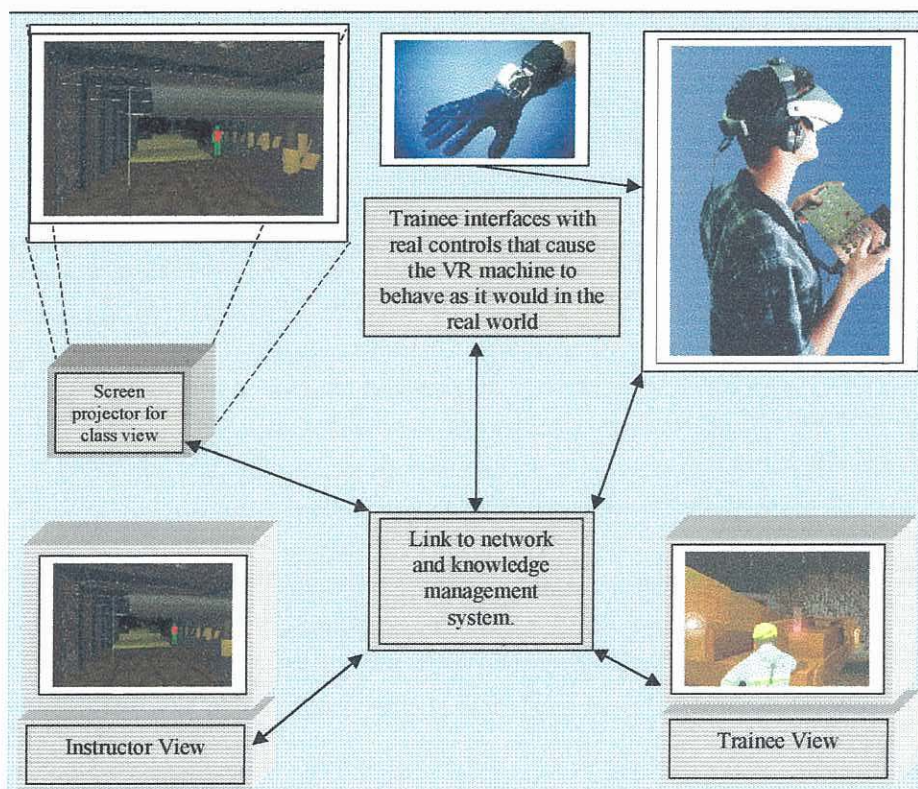 Trainee interfaces with
real controls that cause
the VR machine to
behave as it would in the
real world
Screen
projector for
class view
Link to network
and knowledge
management
system.
Instructor View
Trainee View